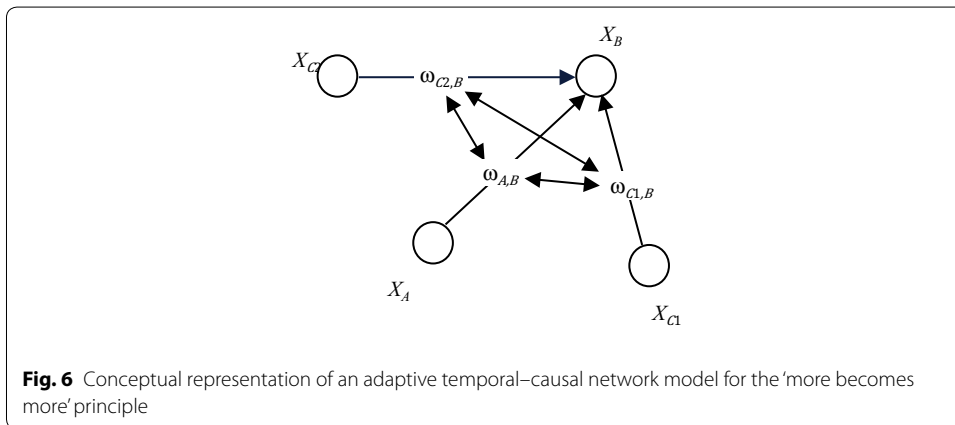 X_B
X_C2
ω_C2,B
ω_A,B
ω_C1,B
X_A
X_C1
Fig. 6 Conceptual representation of an adaptive temporal–causal network model for the ‘more becomes
more’ principle